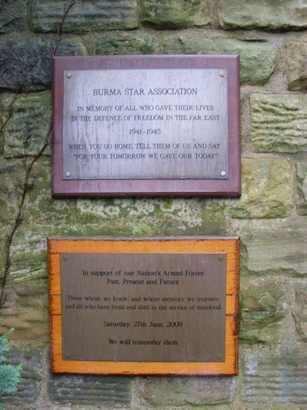 BURMA STAR ASSOCIATION
IN MEMORY OF ALL WHO GAVE THEIR LIVES
IN THE DEFENCE OF FREEDOM IN THE FAR EAST
1941-1945
WHEN YOU GO HOME, TELL THEM OF US AND SAY
"FOR YOUR TOMORROW WE GAVE OUR TODAY"
In support of our Nation's Armed Forces
Past, Present and Future
Those whom we know, and whose memory we treasure,
and all who have lived and died in the service of mankind.
Saturday, 27th June, 2009
We will remember them